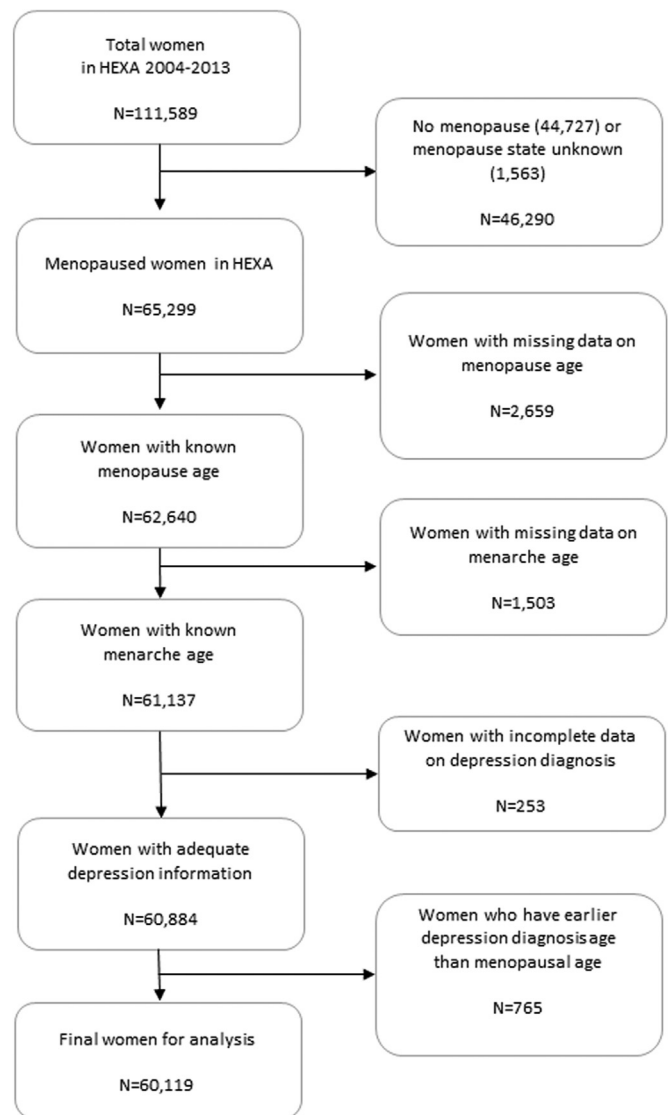 Total women
in HEXA 2004-2013
N=111,589
No menopause (44,727) or
menopause state unknown
(1,563)
N=46,290
Menopaused women in HEXA
N=65,299
Women with missing data on
menopause age
N=2,659
Women with known
menopause age
N=62,640
Women with missing data on
menarche age
N=1,503
Women with known
menarche age
N=61,137
Women with incomplete data
on depression diagnosis
N=253
Women with adequate
depression information
N=60,884
Women who have earlier
depression diagnosis age
than menopausal age
N=765
Final women for analysis
N=60,119